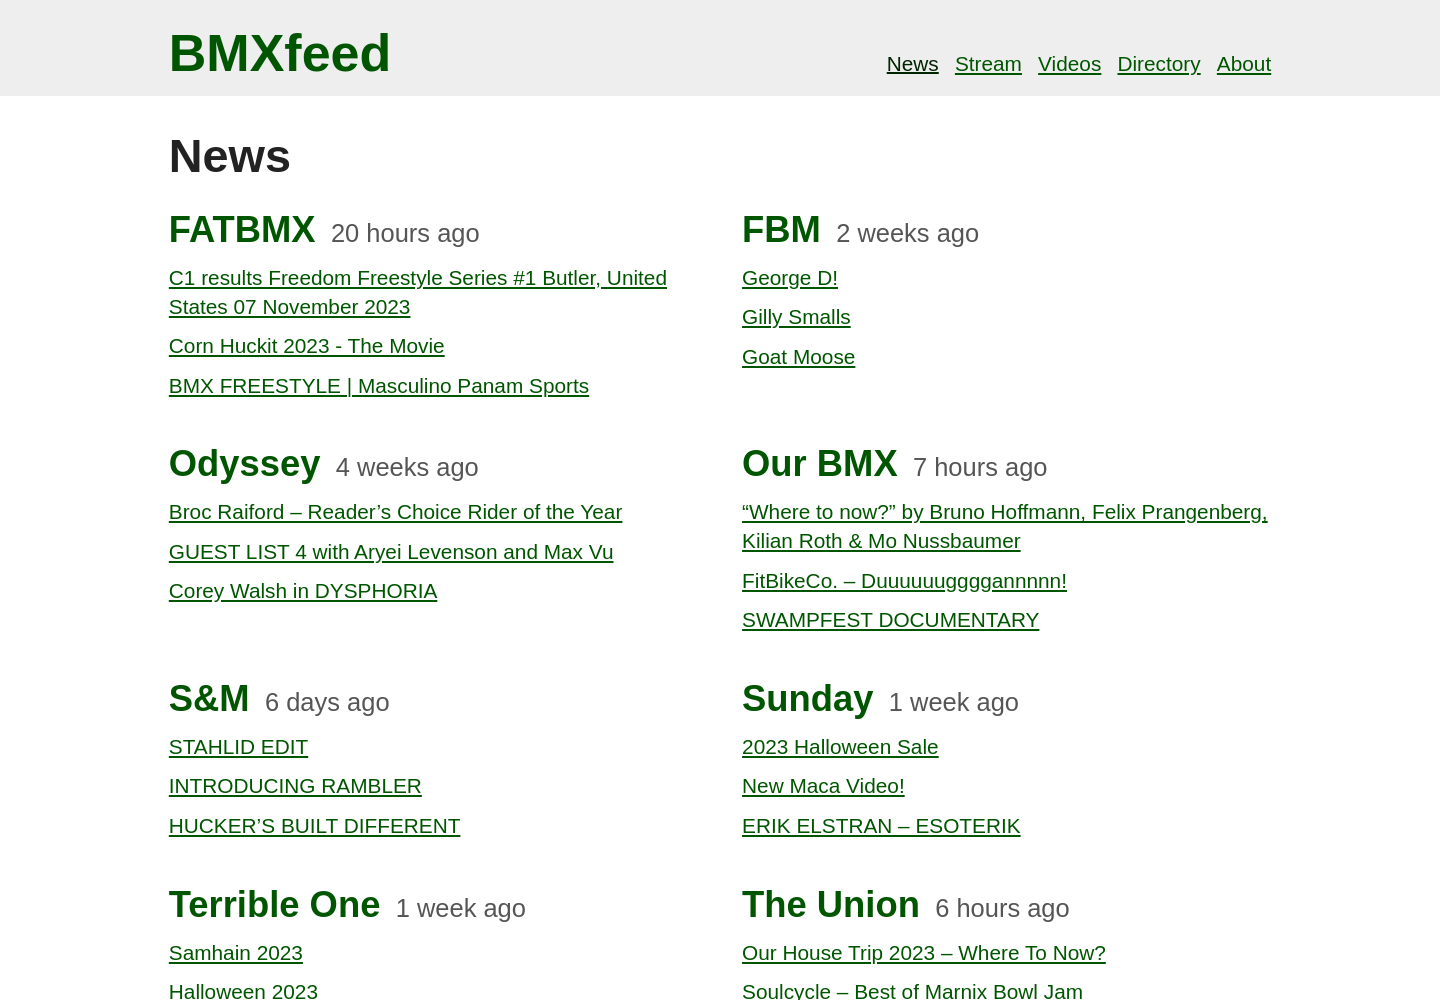 BMXfeed
News Stream Videos Directory About
News
FATBMX 20 hours ago
C1 results Freedom Freestyle Series #1 Butler, United
States 07 November 2023
Corn Huckit 2023 - The Movie
BMX FREESTYLE | Masculino Panam Sports
FBM 2 weeks ago
George D!
Gilly Smalls
Goat Moose
Odyssey 4 weeks ago
Broc Raiford – Reader’s Choice Rider of the Year
GUEST LIST 4 with Aryei Levenson and Max Vu
Corey Walsh in DYSPHORIA
Our BMX 7 hours ago
“Where to now?” by Bruno Hoffmann, Felix Prangenberg,
Kilian Roth & Mo Nussbaumer
FitBikeCo. – Duuuuuuggggannnnn!
SWAMPFEST DOCUMENTARY
S&M 6 days ago
STAHLID EDIT
INTRODUCING RAMBLER
HUCKER’S BUILT DIFFERENT
Sunday 1 week ago
2023 Halloween Sale
New Maca Video!
ERIK ELSTRAN – ESOTERIK
Terrible One 1 week ago
Samhain 2023
Halloween 2023
The Union 6 hours ago
Our House Trip 2023 – Where To Now?
Soulcycle – Best of Marnix Bowl Jam